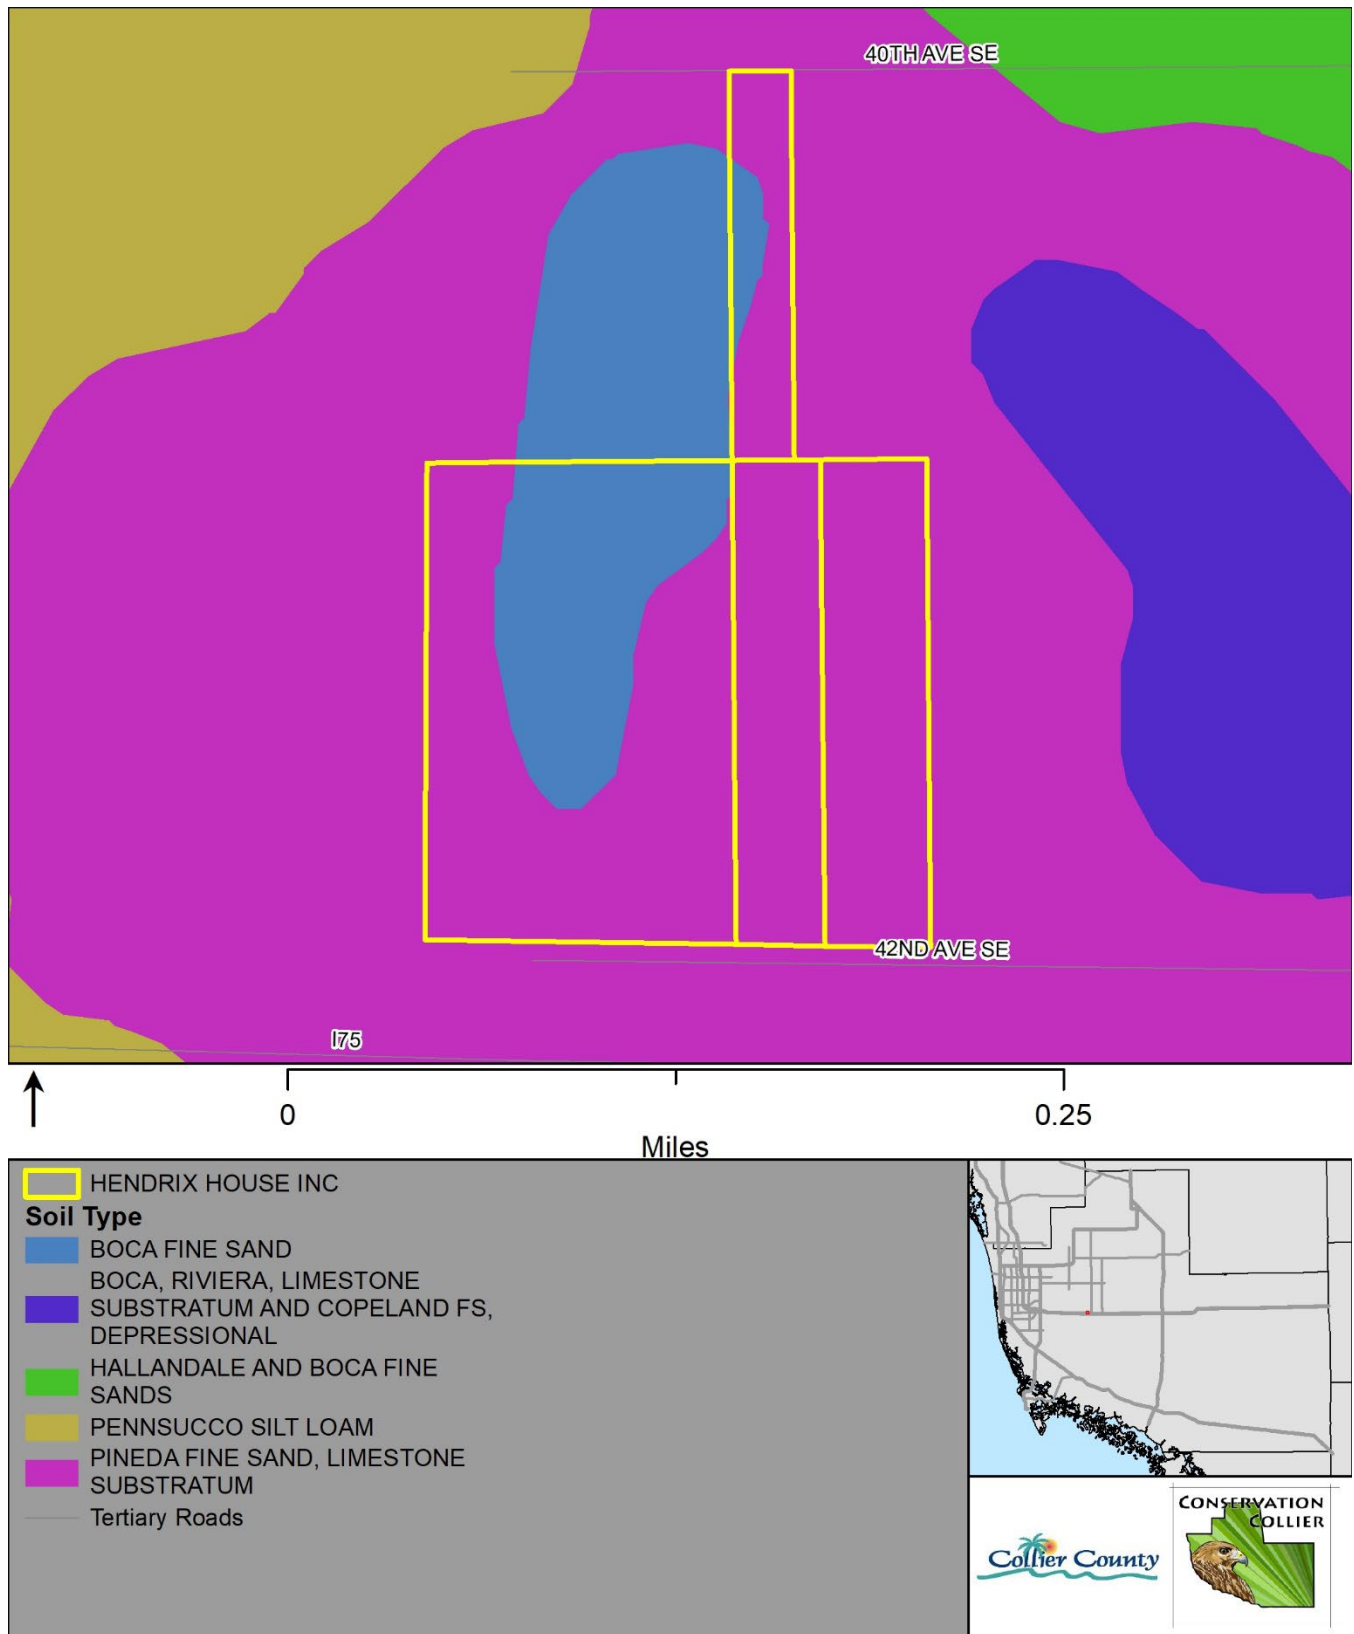 40TH AVE SE
42ND AVE SE
I75
0
0.25
Miles
HENDRIX HOUSE INC
Soil Type
BOCA FINE SAND
BOCA, RIVIERA, LIMESTONE
SUBSTRATUM AND COPELAND FS,
DEPRESSIONAL
HALLANDALE AND BOCA FINE
SANDS
PENNSUCCO SILT LOAM
PINEDA FINE SAND, LIMESTONE
SUBSTRATUM
Tertiary Roads
Collier County
CONSERVATION
COLLIER